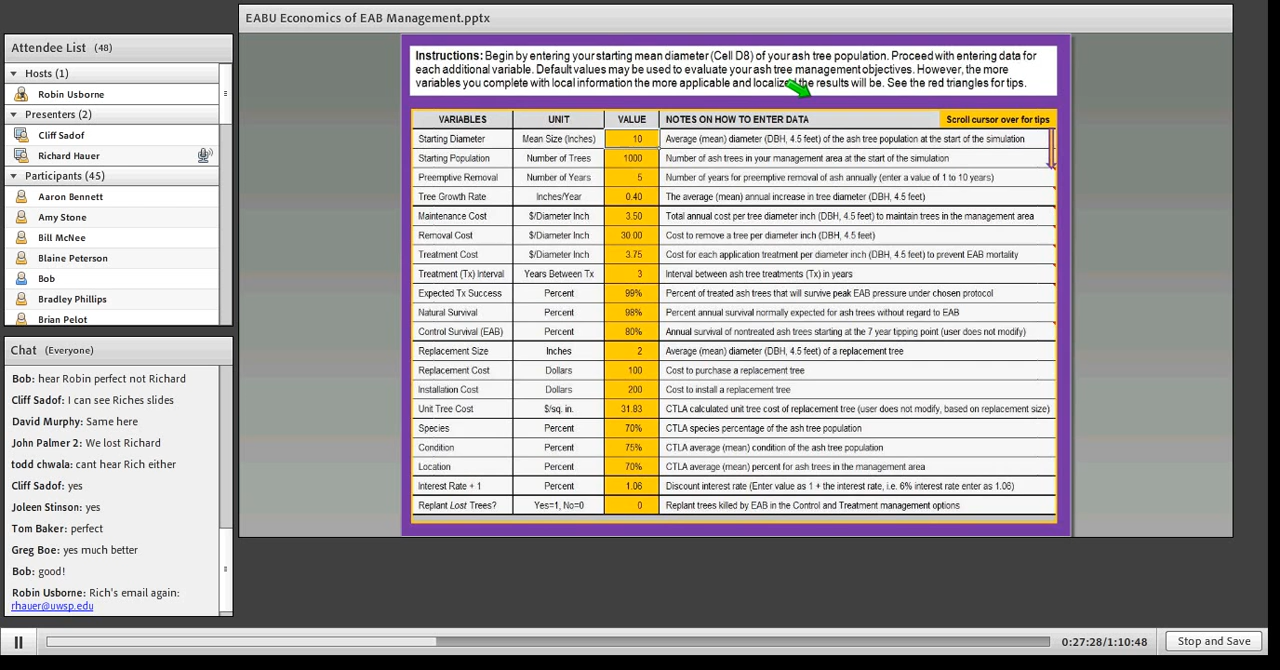 EABU Economics of EAB Management.pptx
Attendee List (48)
Hosts (1)
Robin Usborne
Presenters (2)
Cliff Sadof
Richard Hauer
Participants (45)
Aaron Bennett
Amy Stone
Bill McNee
Blaine Peterson
Bob
Bradley Phillips
Brian Pelot
Chat (Everyone)
Bob: hear Robin perfect not Richard
Cliff Sadof: I can see Riches slides
David Murphy: Same here
John Palmer 2: We lost Richard
todd chwala: cant hear Rich either
Cliff Sadof: yes
Joleen Stinson: yes
Tom Baker: perfect
Greg Boe: yes much better
Bob: good!
Robin Usborne: Rich's email again:
rhauer@uwsp.edu
Instructions: Begin by entering your starting mean diameter (Cell D8) of your ash tree population. Proceed with entering data for
each additional variable. Default values may be used to evaluate your ash tree management objectives. However, the more
variables you complete with local information the more applicable and localized the results will be. See the red triangles for tips.
VARIABLES UNIT VALUE NOTES ON HOW TO ENTER DATA Scroll cursor over for tips
Starting Diameter Mean Size (Inches) 10 Average (mean) diameter (DBH, 4.5 feet) of the ash tree population at the start of the simulation
Starting Population Number of Trees 1000 Number of ash trees in your management area at the start of the simulation
Preemptive Removal Number of Years 5 Number of years for preemptive removal of ash annually (enter a value of 1 to 10 years)
Tree Growth Rate Inches/Year 0.40 The average (mean) annual increase in tree diameter (DBH, 4.5 feet)
Maintenance Cost $/Diameter Inch 3.50 Total annual cost per tree diameter inch (DBH, 4.5 feet) to maintain trees in the management area
Removal Cost $/Diameter Inch 30.00 Cost to remove a tree per diameter inch (DBH, 4.5 feet)
Treatment Cost $/Diameter Inch 3.75 Cost for each application treatment per diameter inch (DBH, 4.5 feet) to prevent EAB mortality
Treatment (Tx) Interval Years Between Tx 3 Interval between ash tree treatments (Tx) in years
Expected Tx Success Percent 99% Percent of treated ash trees that will survive peak EAB pressure under chosen protocol
Natural Survival Percent 98% Percent annual survival normally expected for ash trees without regard to EAB
Control Survival (EAB) Percent 80% Annual survival of nontreated ash trees starting at the 7 year tipping point (user does not modify)
Replacement Size Inches 2 Average (mean) diameter (DBH, 4.5 feet) of a replacement tree
Replacement Cost Dollars 100 Cost to purchase a replacement tree
Installation Cost Dollars 200 Cost to install a replacement tree
Unit Tree Cost $/sq. in. 31.83 CTLA calculated unit tree cost of replacement tree (user does not modify, based on replacement size)
Species Percent 70% CTLA species percentage of the ash tree population
Condition Percent 75% CTLA average (mean) condition of the ash tree population
Location Percent 70% CTLA average (mean) percent for ash trees in the management area
Interest Rate + 1 Percent 1.06 Discount interest rate (Enter value as 1 + the interest rate, i.e. 6% interest rate enter as 1.06)
Replant Lost Trees? Yes=1, No=0 0 Replant trees killed by EAB in the Control and Treatment management options
0:27:28/1:10:48 Stop and Save